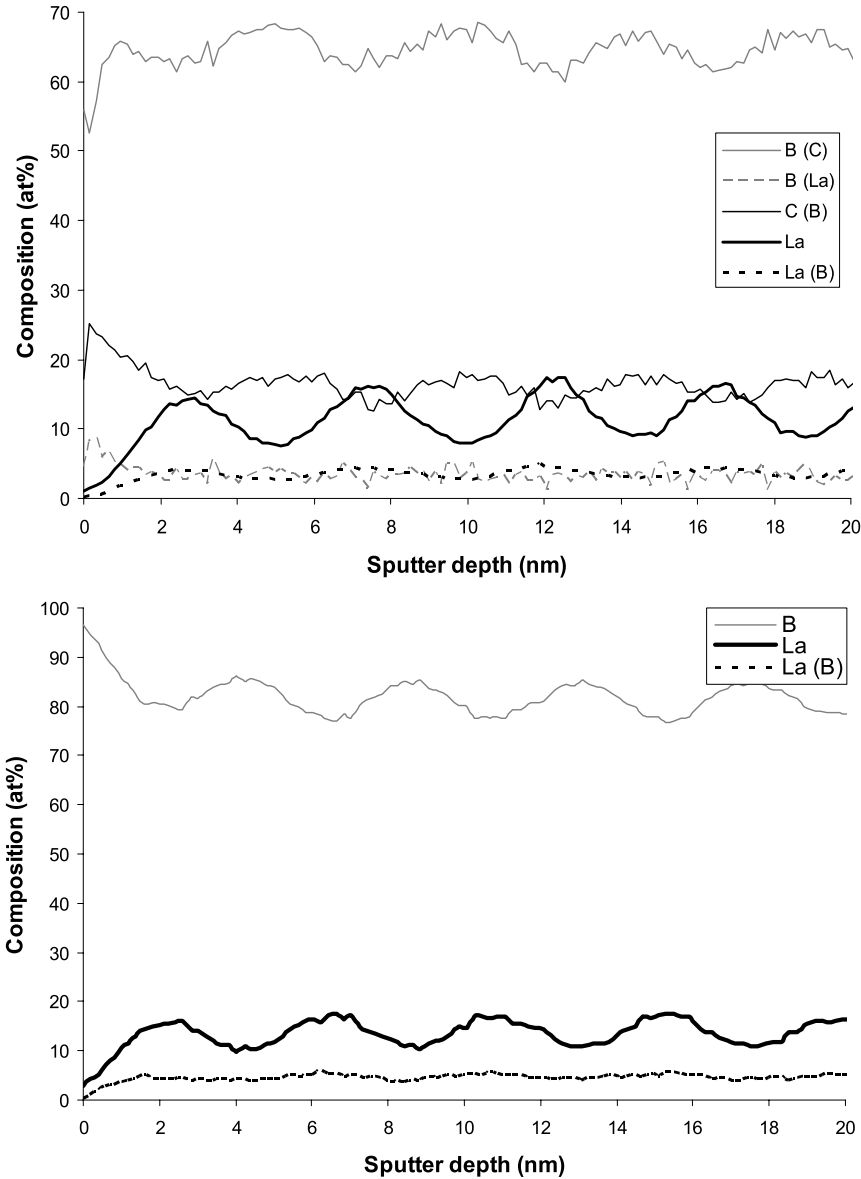 70
60
50
40
30
20
10
0
Composition (at%)
B (C)
B (La)
C (B)
La
La (B)
0 2 4 6 8 10 12 14 16 18 20
Sputter depth (nm)
100
90
80
70
60
50
40
30
20
10
0
Composition (at%)
B
La
La (B)
0 2 4 6 8 10 12 14 16 18 20
Sputter depth (nm)